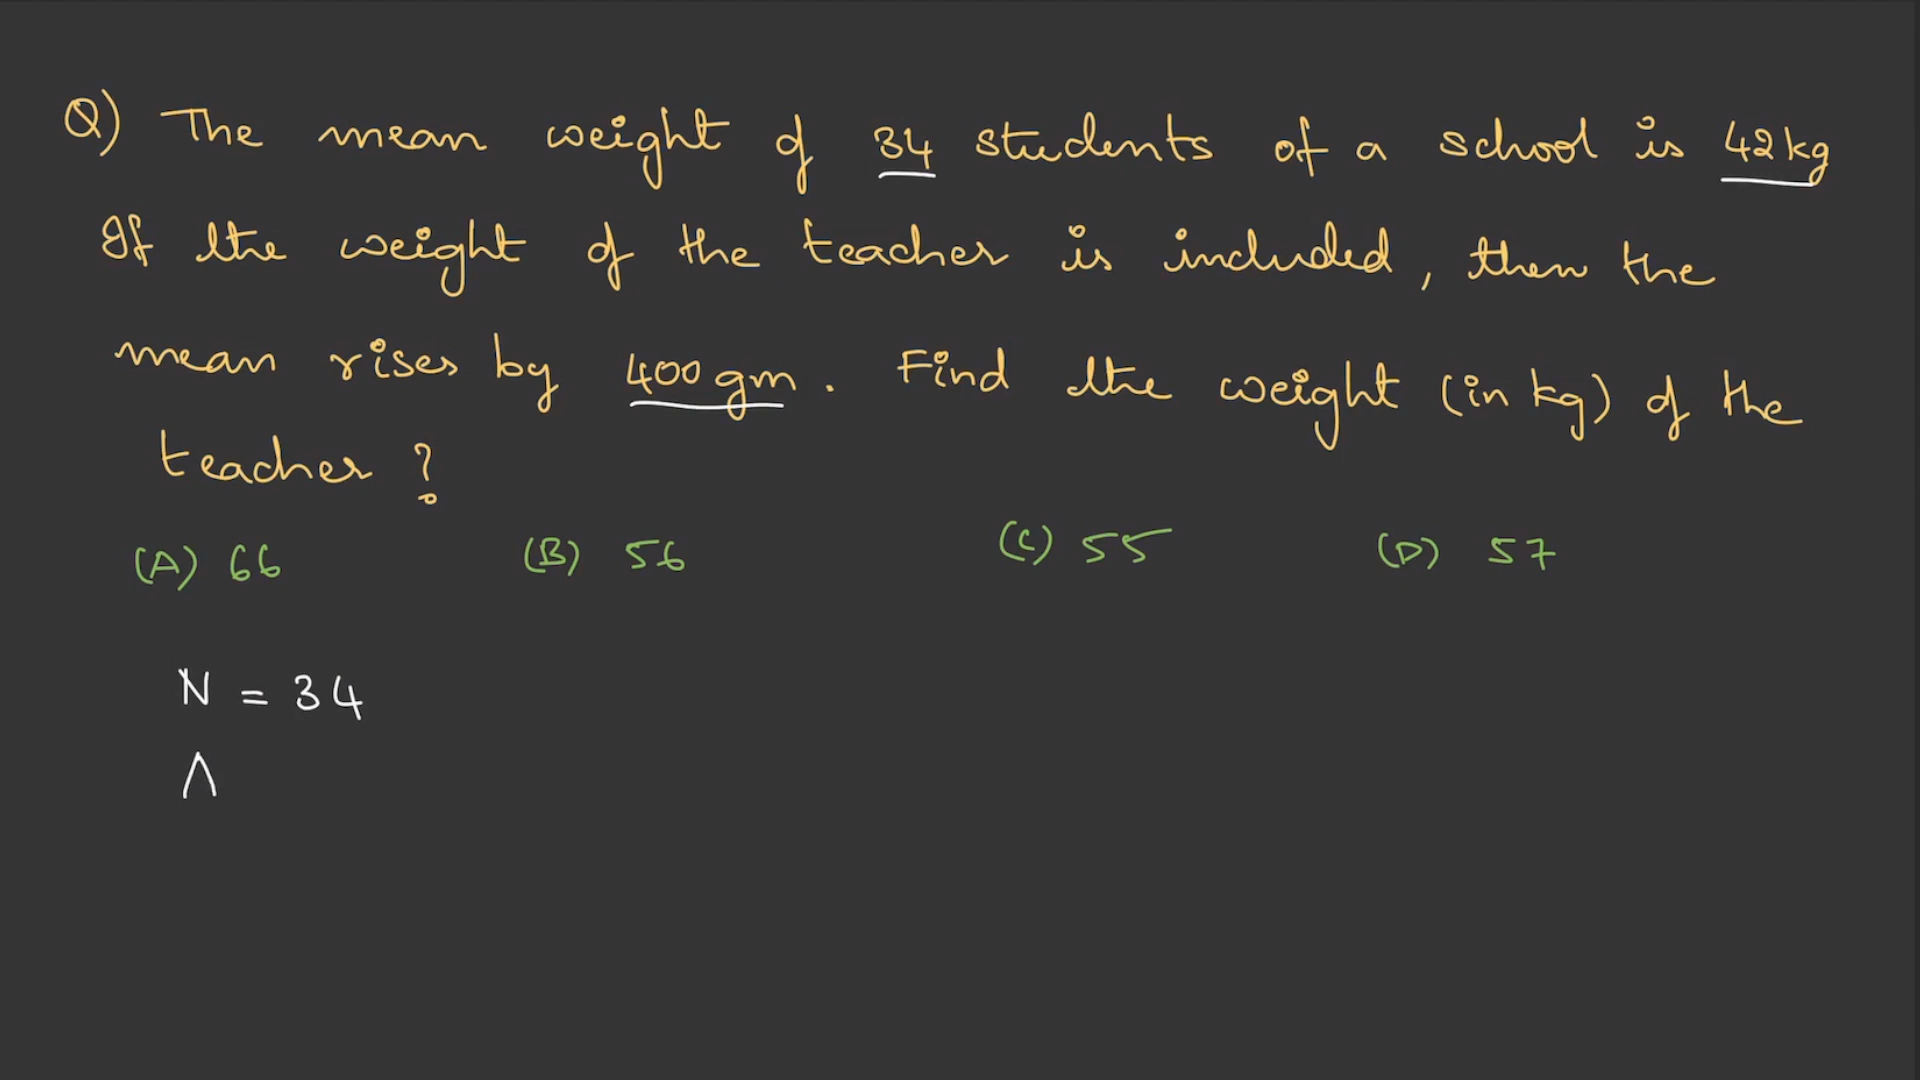 Q) The mean weight of 34 students of a school is 42kg
If the weight of the teacher is included, then the
mean rises by 400 gm. Find the weight (in kg) of the
teacher ?
(A) 66 (B) 56 (C) 55 (D) 57
N = 34